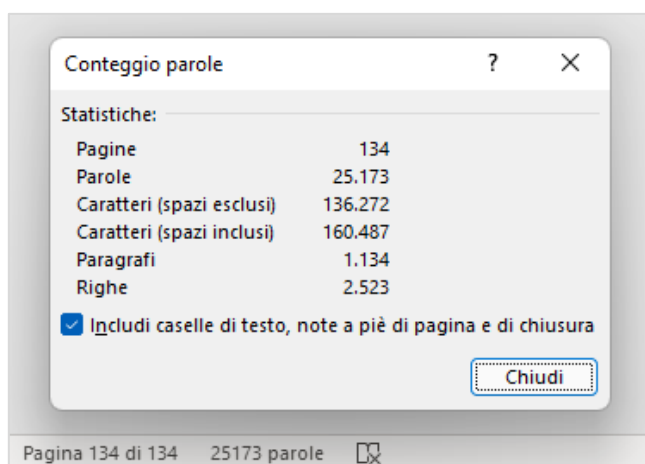 Conteggio parole ?
Statistiche:
Pagine 134
Parole 25.173
Caratteri (spazi esclusi) 136.272
Caratteri (spazi inclusi) 160.487
Paragrafi 1.134
Righe 2.523
Includi caselle di testo, note a piè di pagina e di chiusura
Chiudi
Pagina 134 di 134 25173 parole